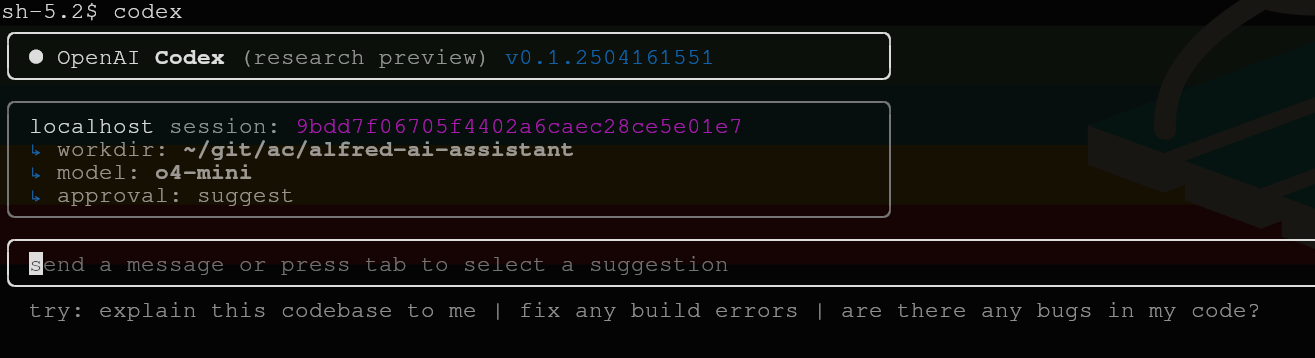 sh-5.2$ codex
● OpenAI Codex (research preview) v0.1.2504161551
localhost session: 9bdd7f06705f4402a6caec28ce5e01e7
↳ workdir: ~/git/ac/alfred-ai-assistant
↳ model: o4-mini
↳ approval: suggest
send a message or press tab to select a suggestion
try: explain this codebase to me | fix any build errors | are there any bugs in my code?